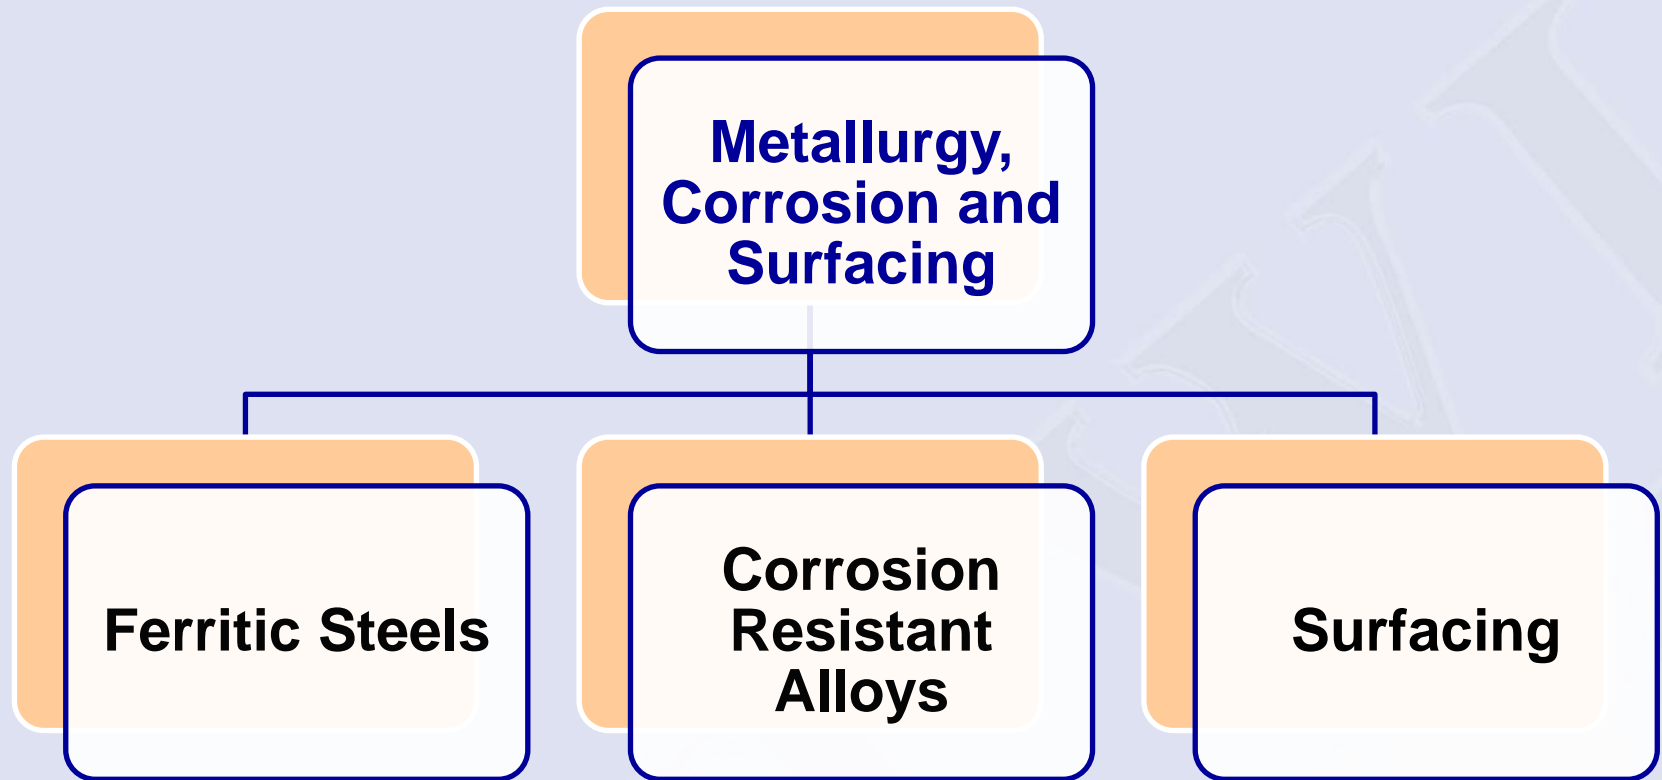 Metallurgy,
Corrosion and
Surfacing
Ferritic Steels
Corrosion
Resistant
Alloys
Surfacing